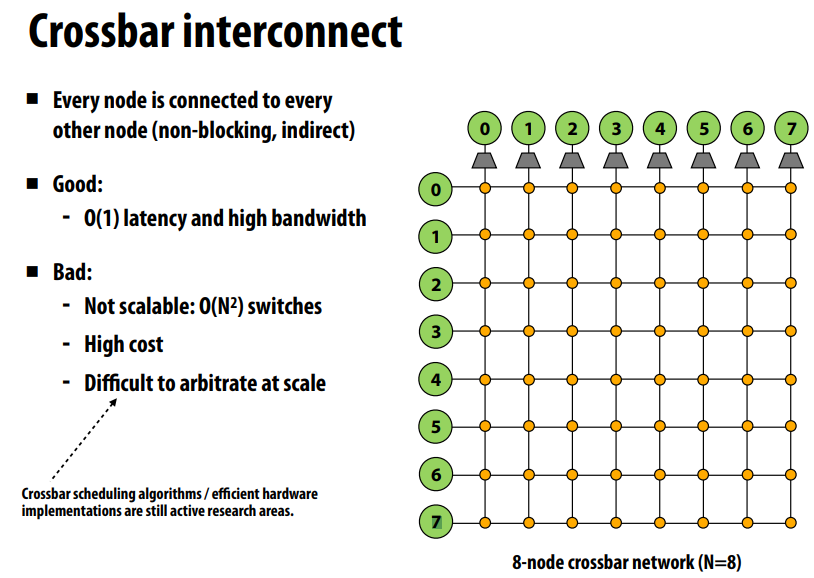 Crossbar interconnect
■ Every node is connected to every
other node (non-blocking, indirect)
■ Good:
- O(1) latency and high bandwidth
■ Bad:
- Not scalable: O(N²) switches
- High cost
- Difficult to arbitrate at scale
Crossbar scheduling algorithms / efficient hardware
implementations are still active research areas.
0 1 2 3 4 5 6 7
0
1
2
3
4
5
6
7
8-node crossbar network (N=8)